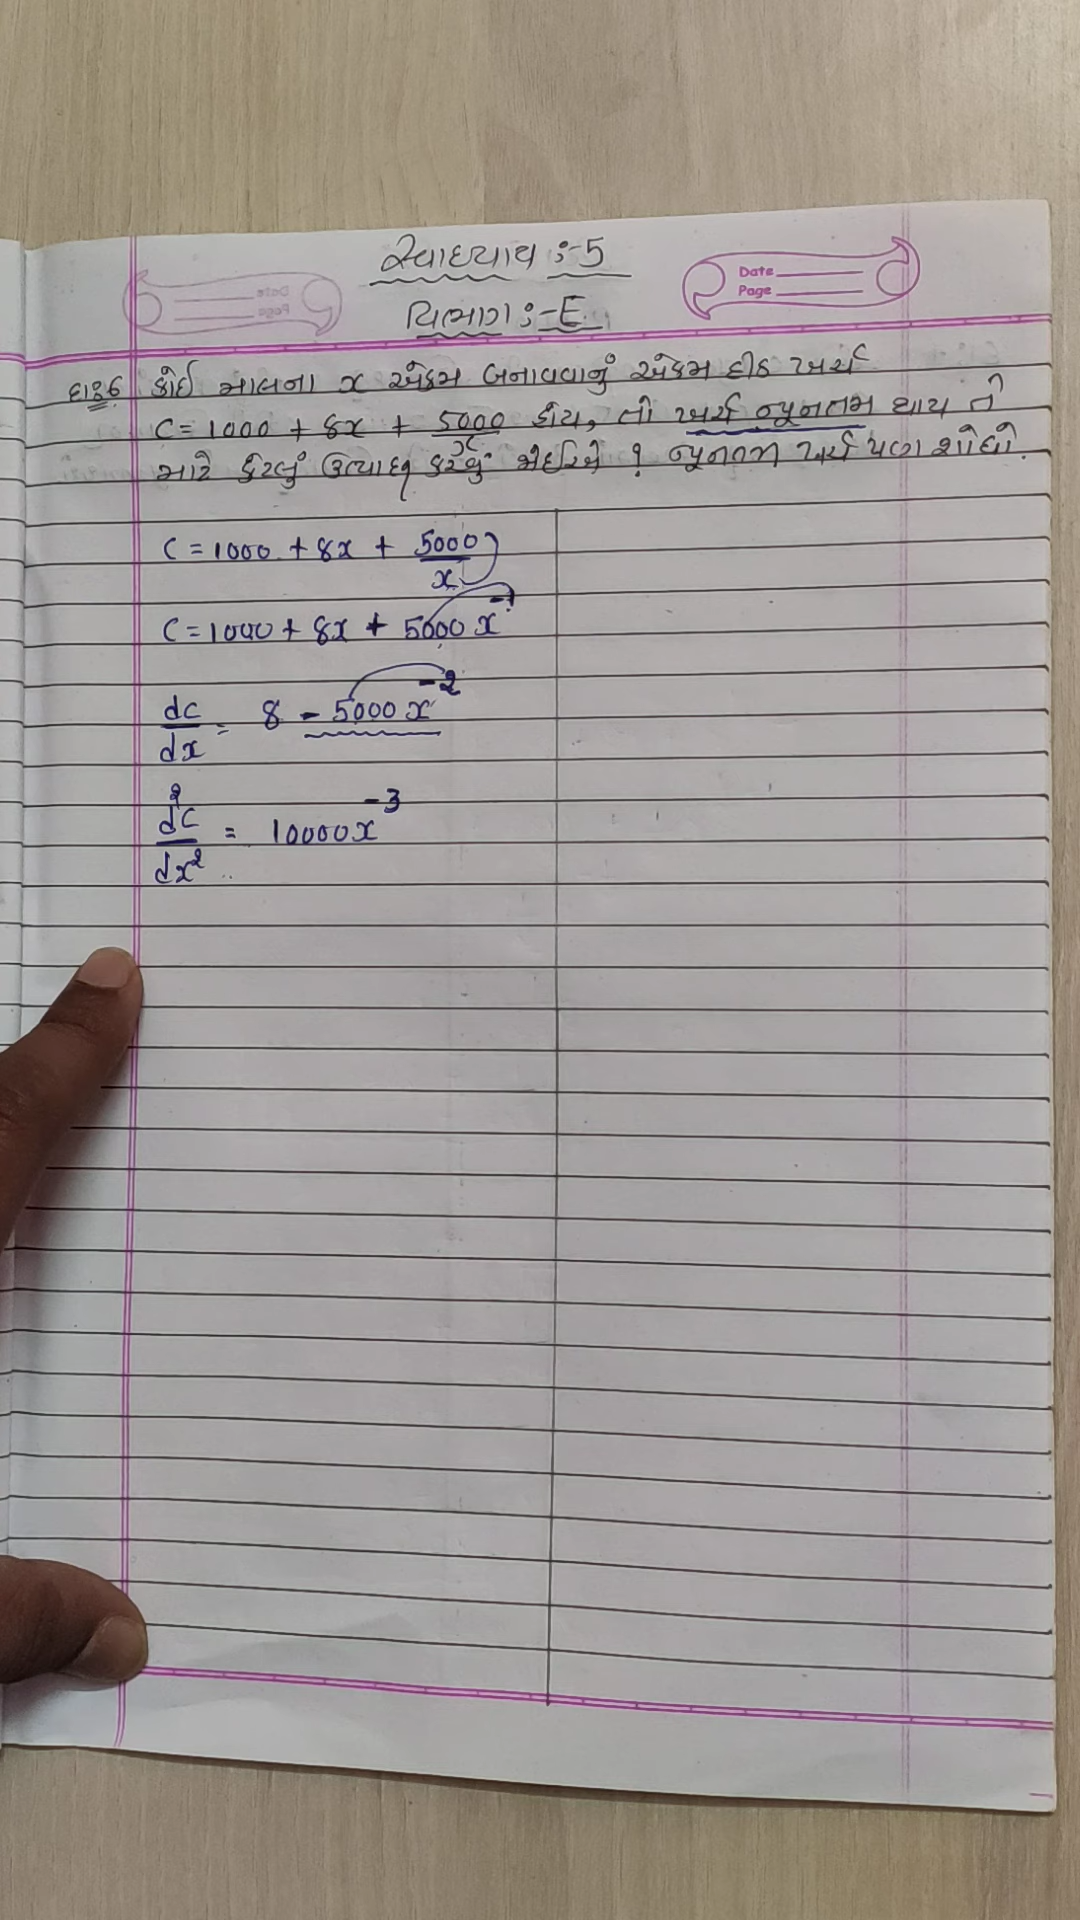 સ્વાધ્યાય :- 5
Date
Page
વિભાગ :- E
દાખ6 કોઈ માલના x એકમ બનાવવાનું એકમ દીઠ ખર્ચ
C = 1000 + 8x + 5000/x હોય, તો ખર્ચ ન્યૂનતમ થાય તે
માટે કેટલું ઉત્પાદન કરવું જોઈએ ? ન્યૂનતમ ખર્ચ પણ શોધો.
C = 1000 + 8x + 5000/x
C = 1000 + 8x + 5000x⁻¹
dc/dx = 8 - 5000x⁻²
d²c/dx² = 10000x⁻³